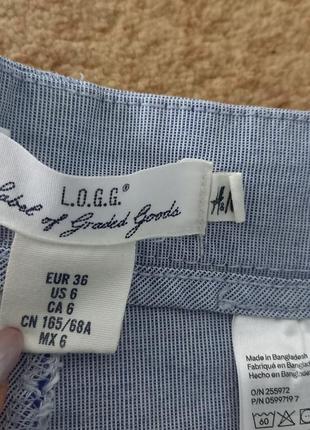 L.O.G.G.®
Label of Graded Goods
H&M
EUR 36
US 6
CA 6
CN 165/68A
MX 6
Made in Bangladesh
Fabriqué en Bangladesh
Hecho en Bangladesh
O/N 255972
P/N 0599719 7
60